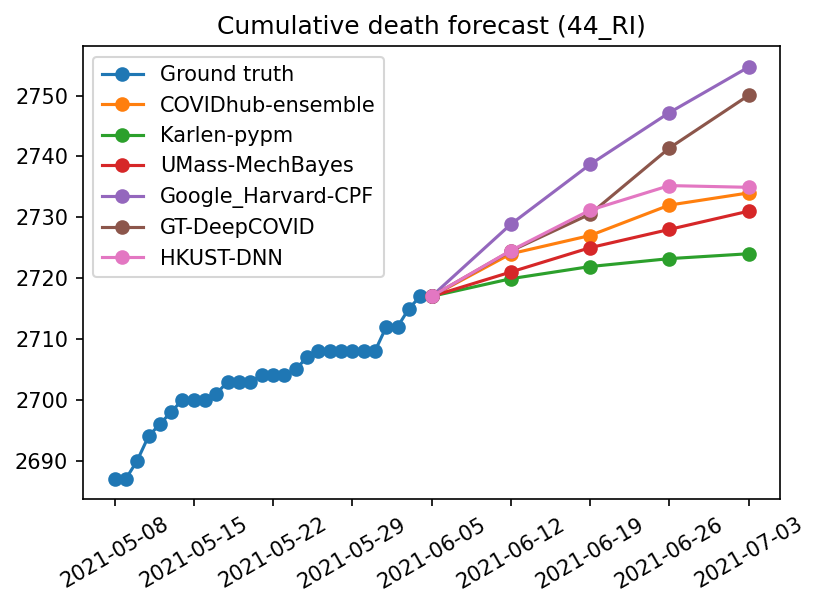 Cumulative death forecast (44_RI)
Ground truth
COVIDhub-ensemble
Karlen-pypm
UMass-MechBayes
Google_Harvard-CPF
GT-DeepCOVID
HKUST-DNN
2750
2740
2730
2720
2710
2700
2690
2021-05-08
2021-05-15
2021-05-22
2021-05-29
2021-06-05
2021-06-12
2021-06-19
2021-06-26
2021-07-03